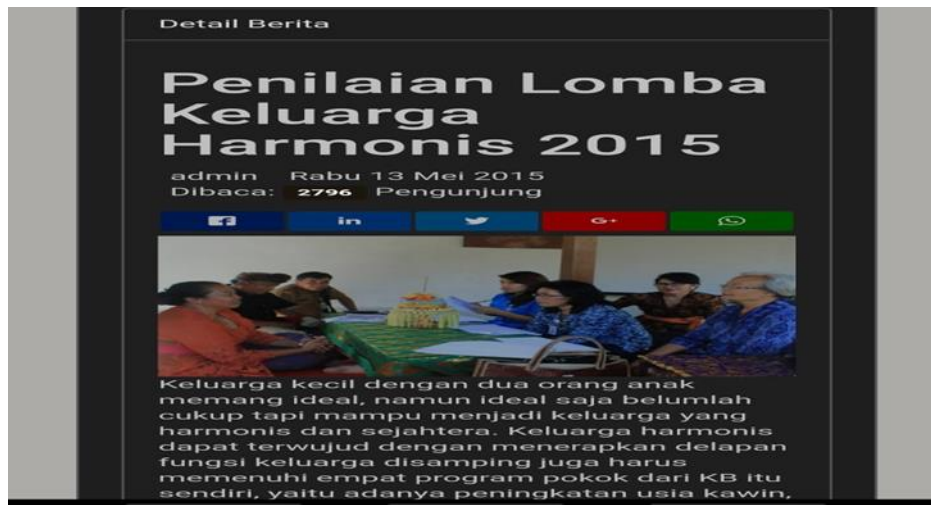 Detail Berita
Penilaian Lomba
Keluarga
Harmonis 2015
admin Rabu 13 Mei 2015
Dibaca: 2796 Pengunjung
in
G+
Keluarga kecil dengan dua orang anak
memang ideal, namun ideal saja belumlah
cukup tapi mampu menjadi keluarga yang
harmonis dan sejahtera. Keluarga harmonis
dapat terwujud dengan menerapkan delapan
fungsi keluarga disamping juga harus
memenuhi empat program pokok dari KB itu
sendiri, yaitu adanya peningkatan usia kawin,